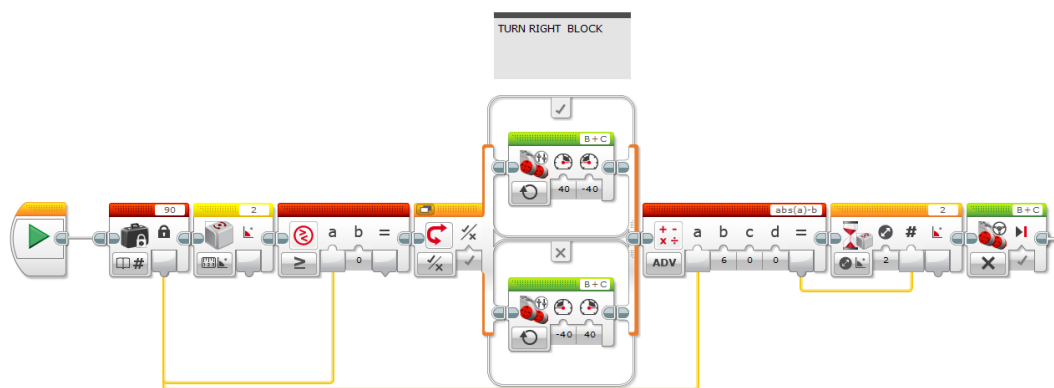 TURN RIGHT BLOCK
B+C
40 -40
90
#
2
a b =
≥ 0
abs(a)-b
a b c d =
ADV 6 0 0
2
#
2
B+C
B+C
-40 40